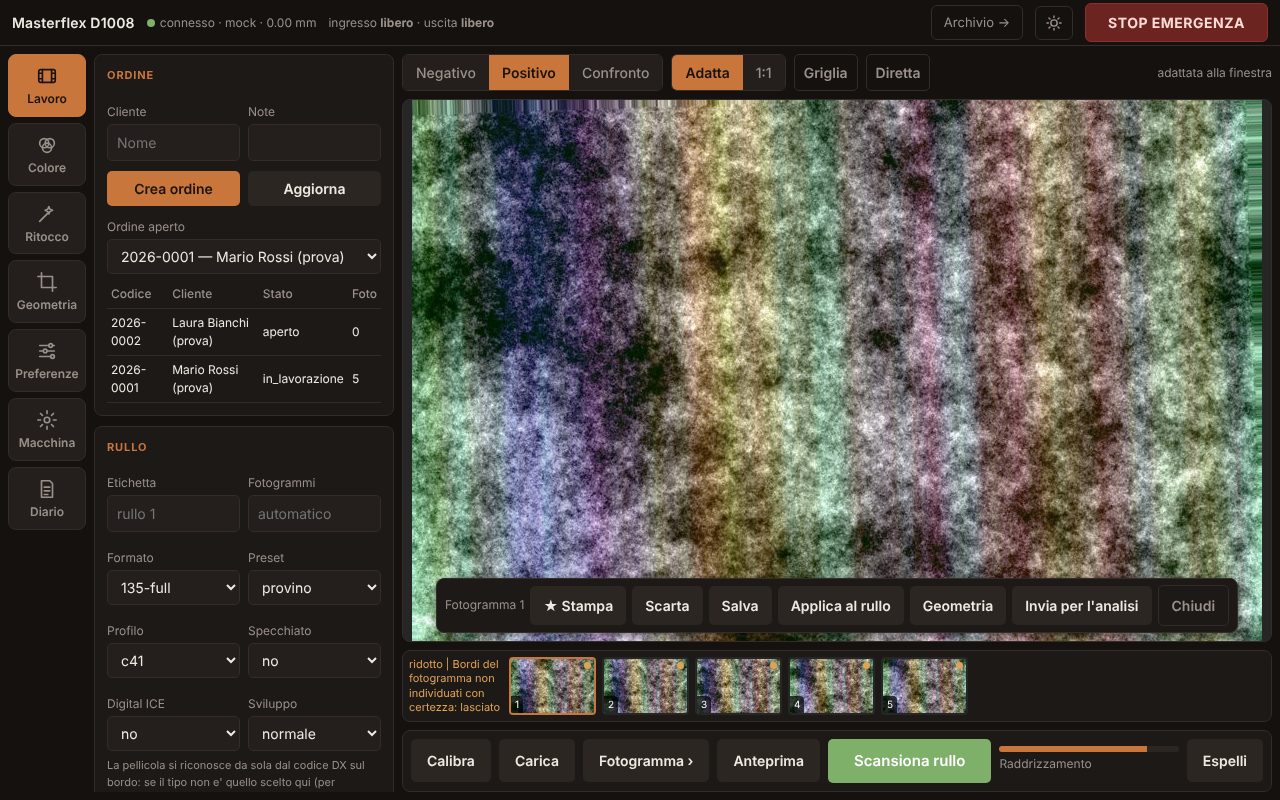 Masterflex D1008
connesso · mock · 0.00 mm
ingresso libero · uscita libero
Archivio →
STOP EMERGENZA
Lavoro
Colore
Ritocco
Geometria
Preferenze
Macchina
Diario
ORDINE
Cliente
Note
Nome
Crea ordine
Aggiorna
Ordine aperto
2026-0001 — Mario Rossi (prova)
Codice Cliente Stato Foto
2026-0002 Laura Bianchi (prova) aperto 0
2026-0001 Mario Rossi (prova) in_lavorazione 5
RULLO
Etichetta
Fotogrammi
rullo 1
automatico
Formato
Preset
135-full
provino
Profilo
Specchiato
c41
no
Digital ICE
Sviluppo
no
normale
La pellicola si riconosce da sola dal codice DX sul
bordo: se il tipo non e' quello scelto qui (per
Negativo
Positivo
Confronto
Adatta
1:1
Griglia
Diretta
adattata alla finestra
Fotogramma 1
★ Stampa
Scarta
Salva
Applica al rullo
Geometria
Invia per l'analisi
Chiudi
ridotto | Bordi del
fotogramma non
individuati con
certezza: lasciato
1
2
3
4
5
Calibra
Carica
Fotogramma ›
Anteprima
Scansiona rullo
Raddrizzamento
Espelli